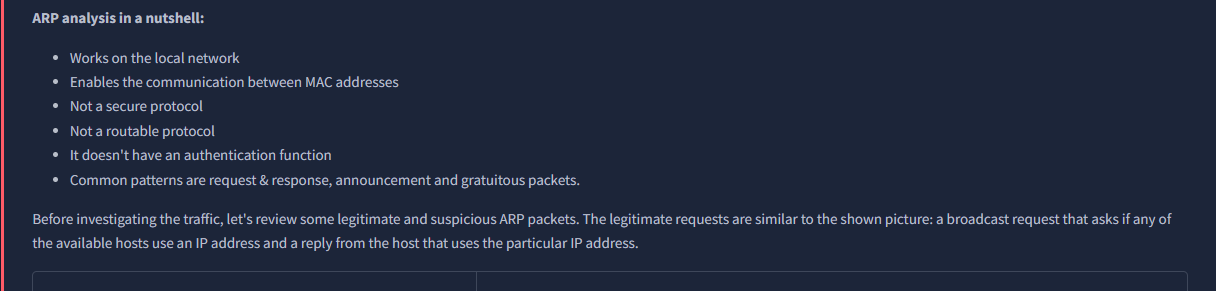 ARP analysis in a nutshell:
Works on the local network
Enables the communication between MAC addresses
Not a secure protocol
Not a routable protocol
It doesn't have an authentication function
Common patterns are request & response, announcement and gratuitous packets.
Before investigating the traffic, let's review some legitimate and suspicious ARP packets. The legitimate requests are similar to the shown picture: a broadcast request that asks if any of
the available hosts use an IP address and a reply from the host that uses the particular IP address.